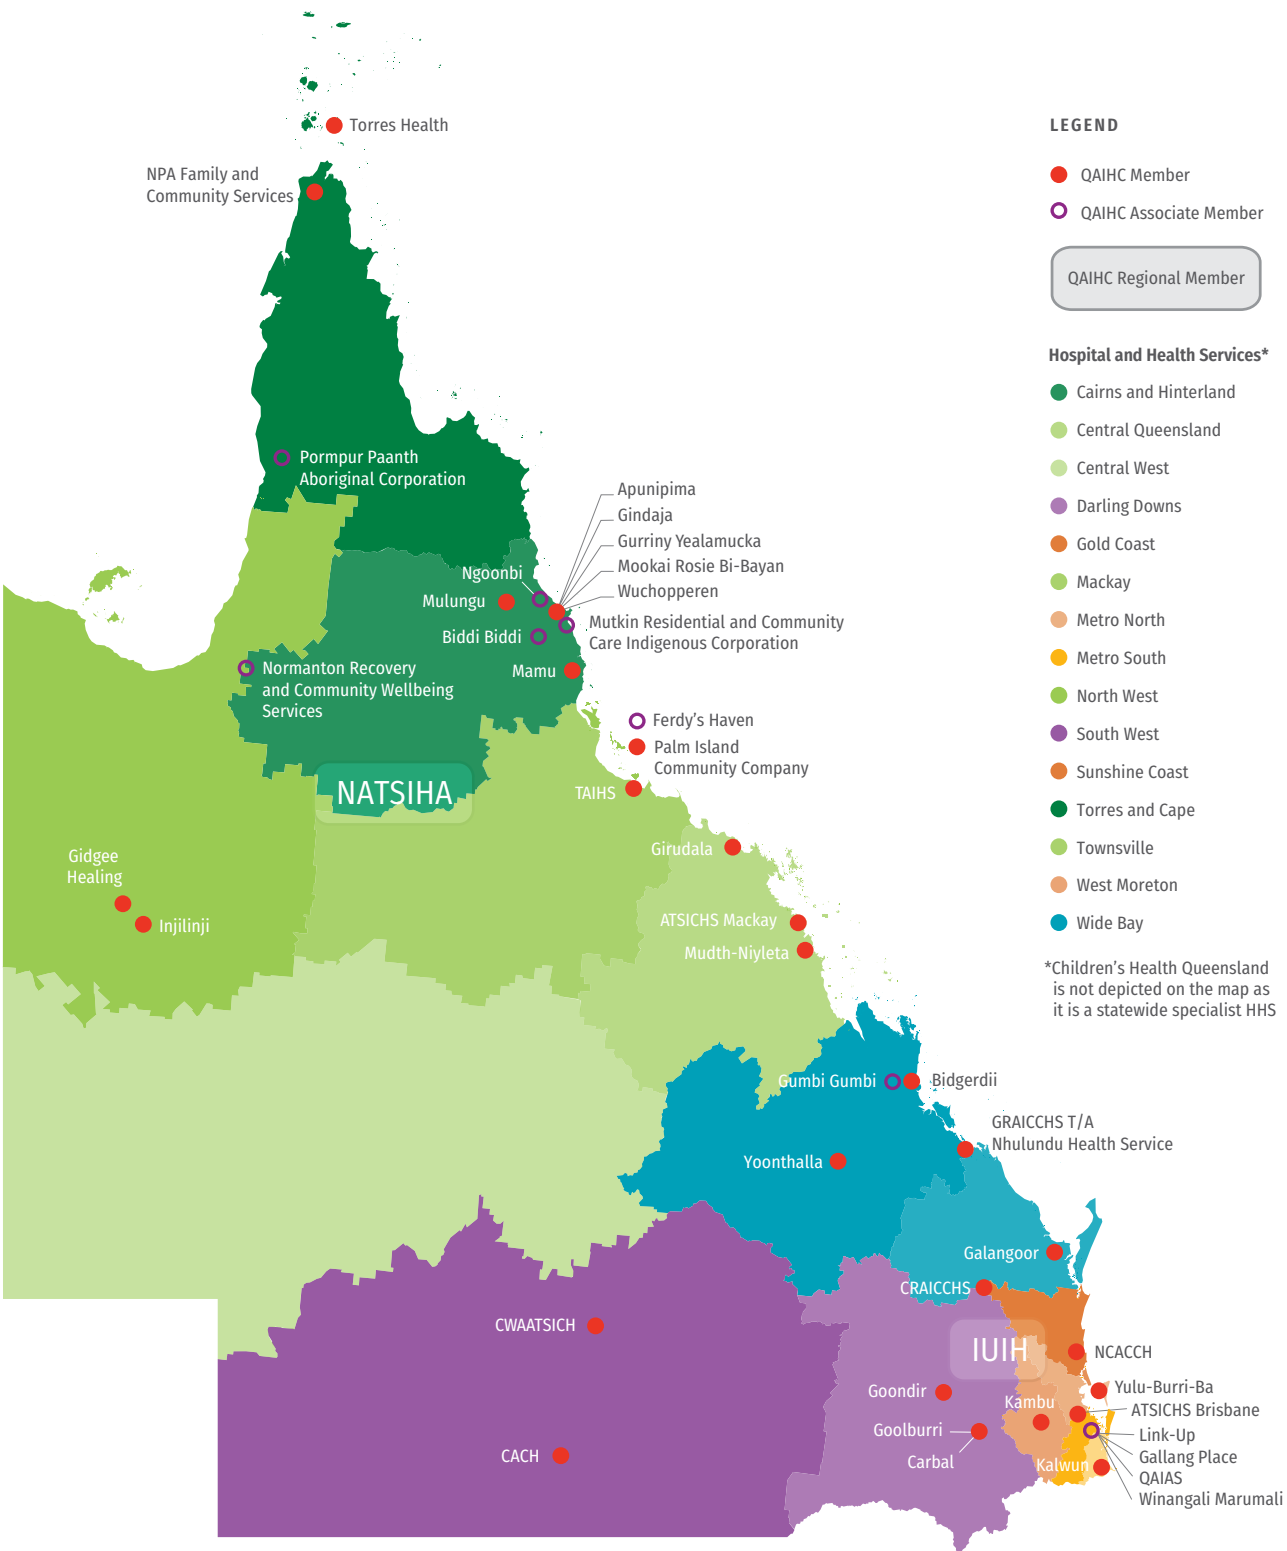 Torres Health
NPA Family and
Community Services
Pormpur Paanth
Aboriginal Corporation
Apunipima
Gindaja
Gurriny Yealamucka
Mookai Rosie Bi-Bayan
Wuchopperen
Ngoonbi
Mulungu
Biddi Biddi
Mutkin Residential and Community
Care Indigenous Corporation
Mamu
Normanton Recovery
and Community Wellbeing
Services
Ferdy's Haven
Palm Island
Community Company
NATSIHA
TAIHS
Girudala
Gidgee
Healing
Injilinji
ATSICHS Mackay
Mudth-Niyleta
Gumbi Gumbi
Bidgerdii
GRAICCHS T/A
Nhulundu Health Service
Yoonthalla
Galangoor
CRAICCHS
CWAATSICH
IUIH
NCACCH
Goondir
Yulu-Burri-Ba
Kambu
ATSICHS Brisbane
Goolburri
Link-Up
Carbal
Gallang Place
CACH
Kalwun
QAIAS
Winangali Marumali
LEGEND
QAIHC Member
QAIHC Associate Member
QAIHC Regional Member
Hospital and Health Services*
Cairns and Hinterland
Central Queensland
Central West
Darling Downs
Gold Coast
Mackay
Metro North
Metro South
North West
South West
Sunshine Coast
Torres and Cape
Townsville
West Moreton
Wide Bay
*Children's Health Queensland
is not depicted on the map as
it is a statewide specialist HHS